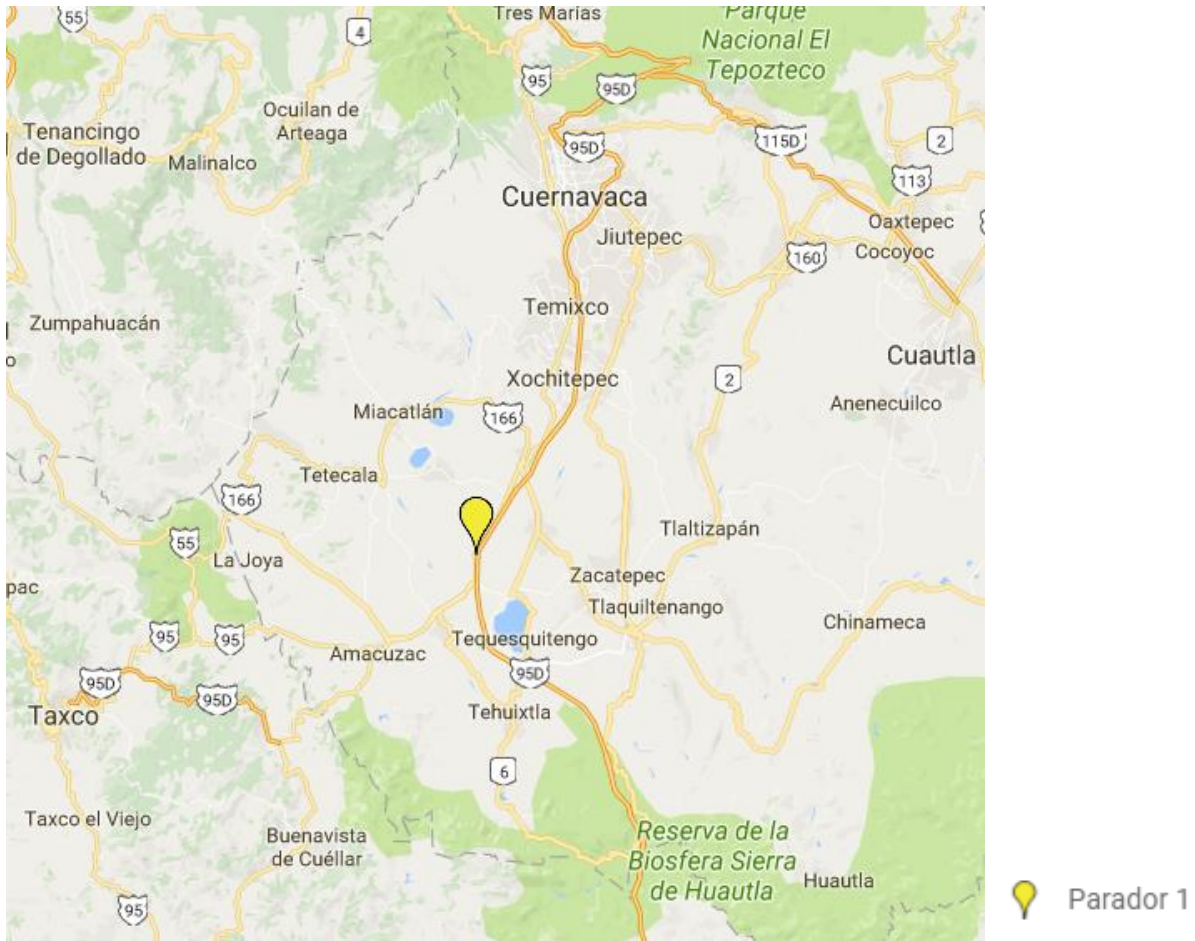 55
4
Tres Marias
Parque
Nacional El
Tepozteco
95
95D
Ocuilan de
Arteaga
Tenancingo
de Degollado
Malinalco
95D
115D
2
113
Cuernavaca
Oaxtepec
Jiutepec
160
Cocoyoc
Temixco
Zumpahuacán
o
Cuautla
Xochitepec
2
Miacatlán
166
Anenecuilco
Tetecala
166
Tlaltizapán
55
La Joya
Zacatepec
pac
Tlaquiltenango
Chinameca
95
95
Tequesquitengo
Amacuzac
95D
95D
95D
Taxco
Tehuixtla
6
Taxco el Viejo
Buenavista
de Cuéllar
Reserva de la
Biosfera Sierra
de Huautla
Huautla
95
Parador 1